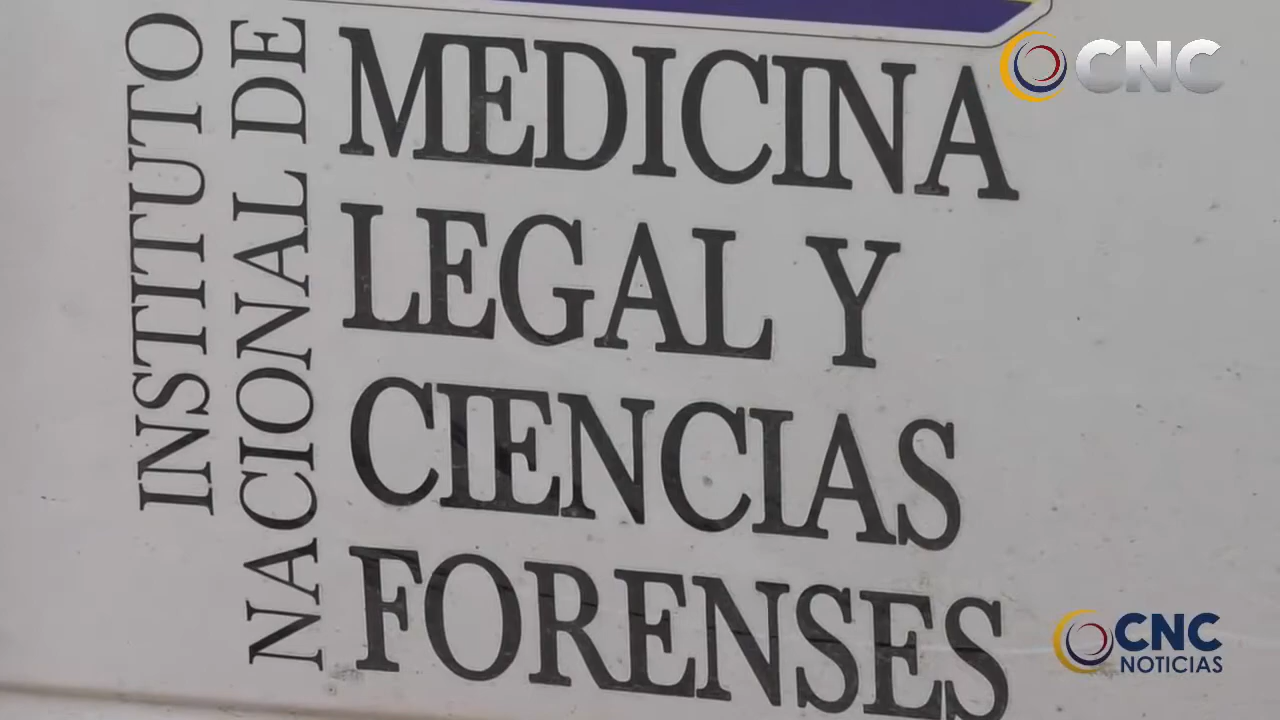 INSTITUTO
NACIONAL DE
MEDICINA
LEGAL Y
CIENCIAS
FORENSES
CNC
CNC
NOTICIAS